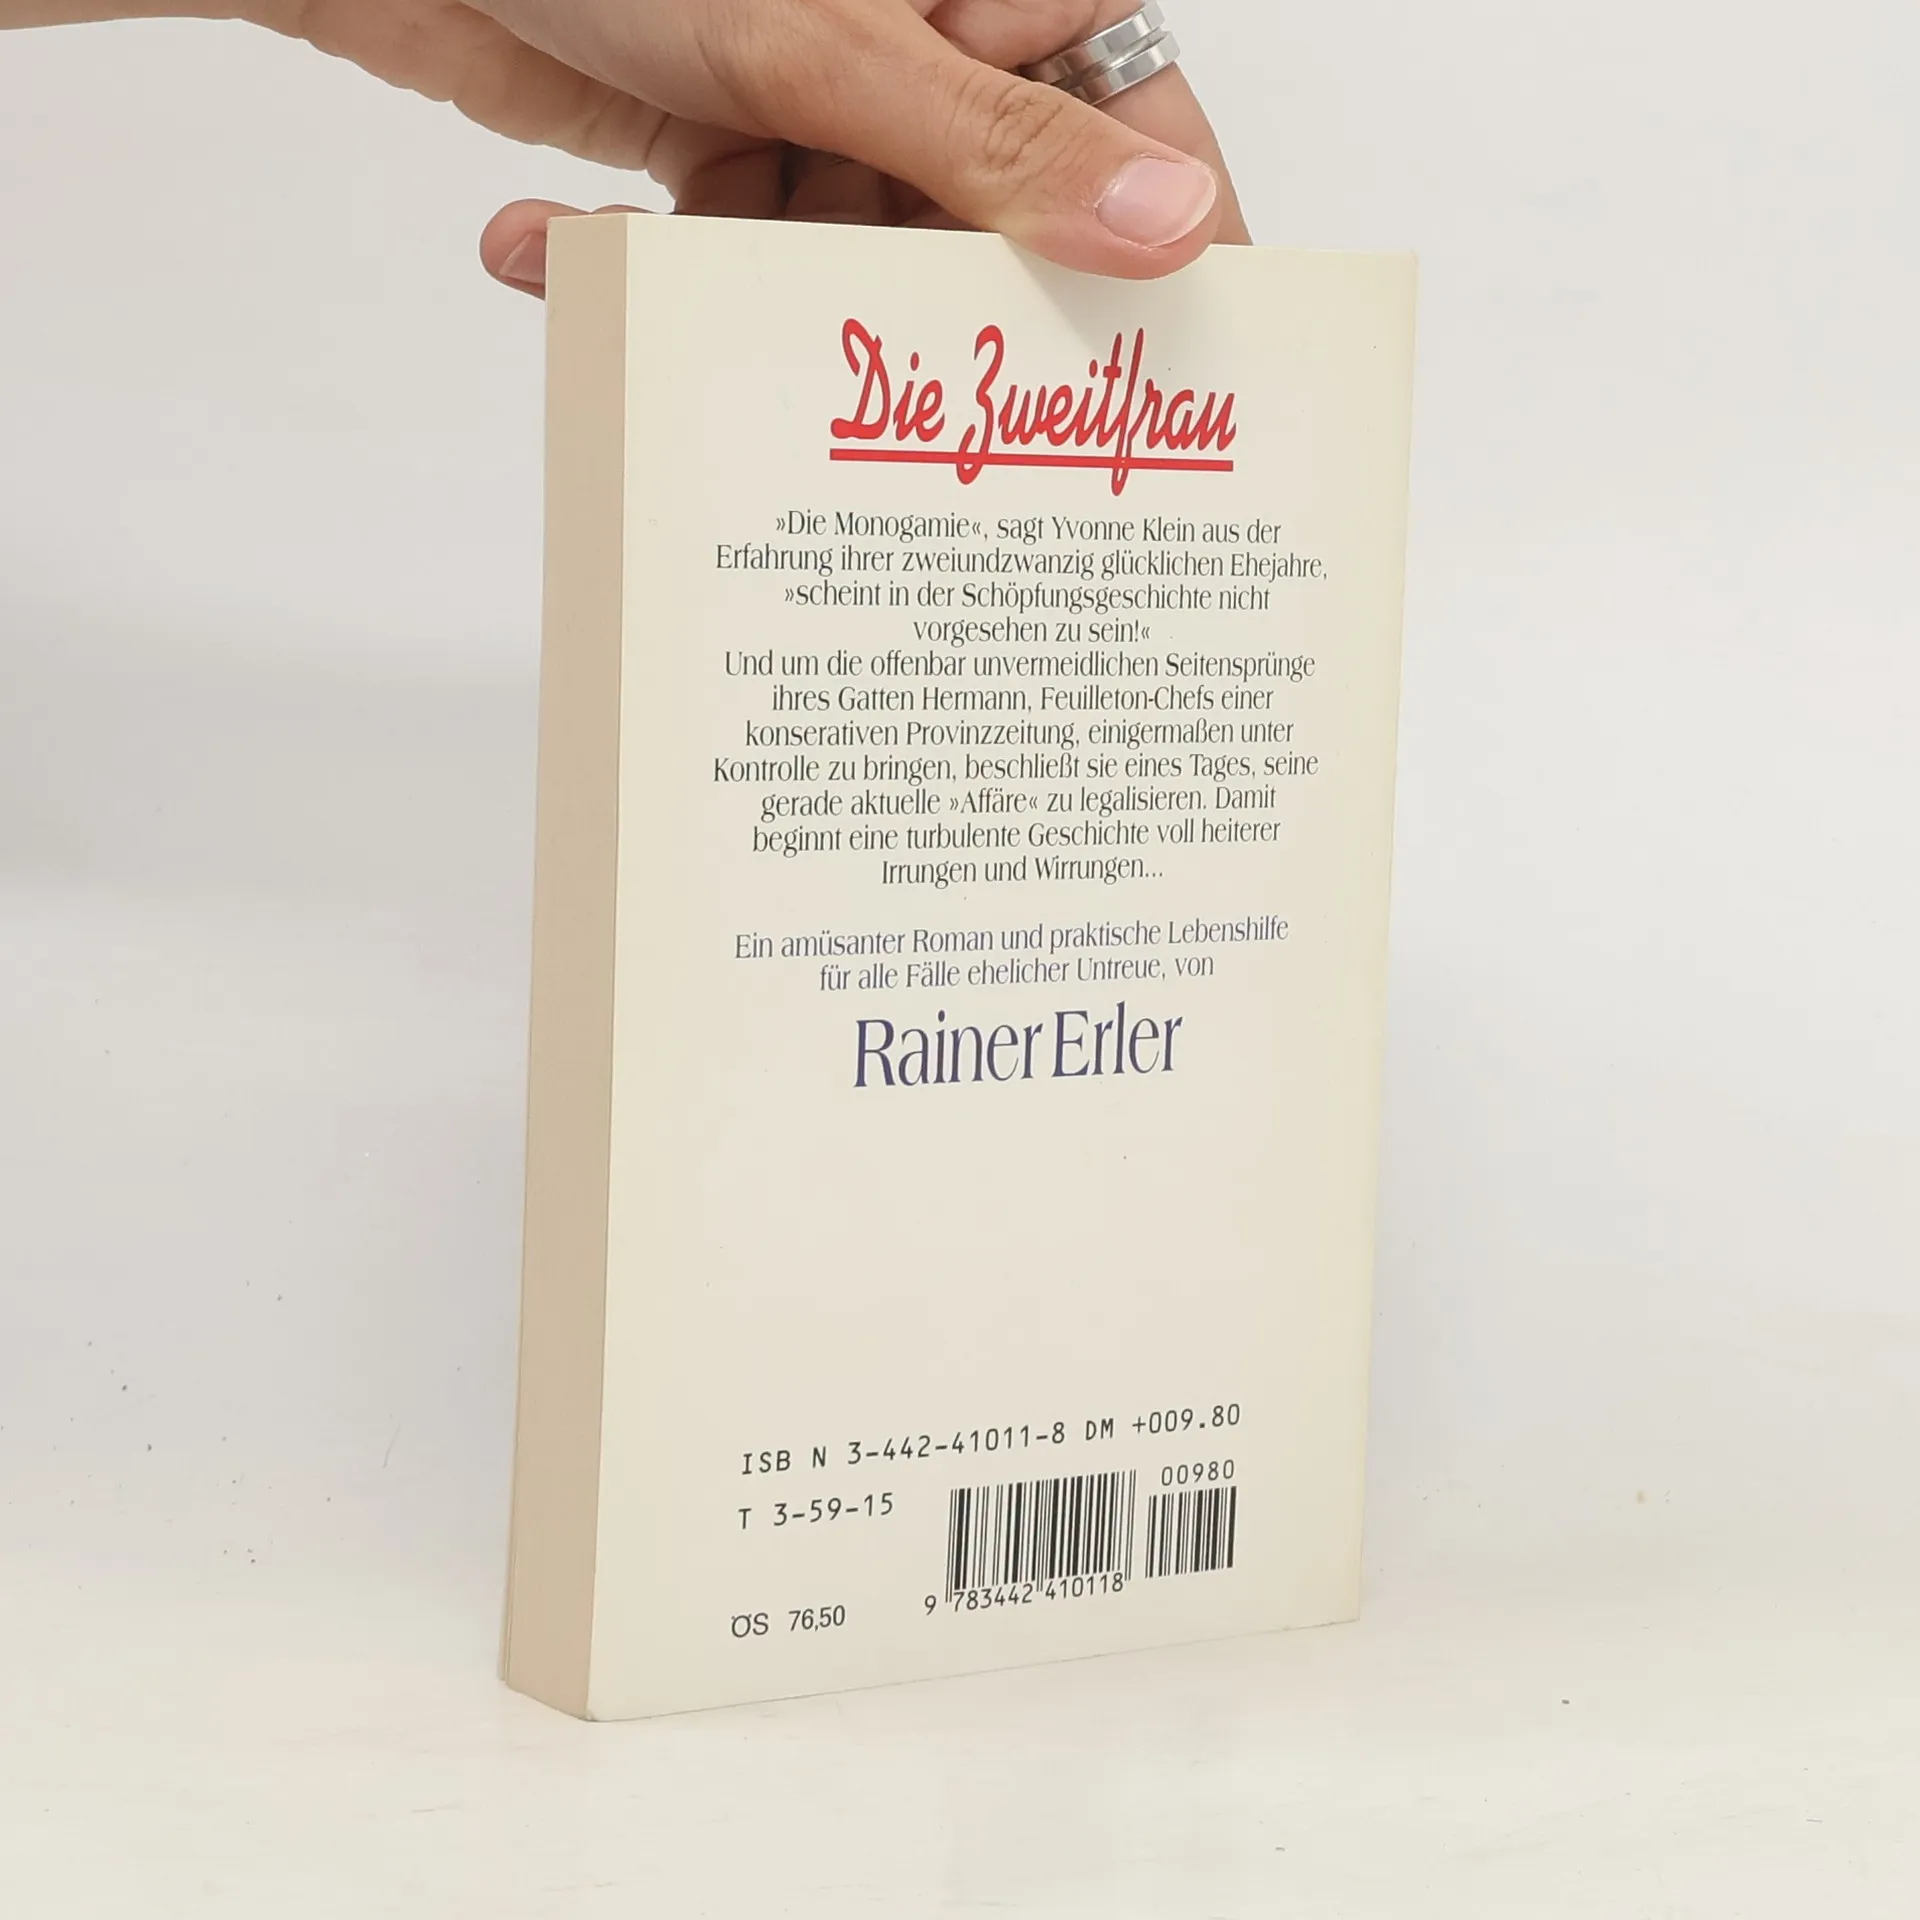 Die Zweitfrau
»Die Monogamie«, sagt Yvonne Klein aus der
Erfahrung ihrer zweiundzwanzig glücklichen Ehejahre,
»scheint in der Schöpfungsgeschichte nicht
vorgesehen zu sein!«
Und um die offenbar unvermeidlichen Seitensprünge
ihres Gatten Hermann, Feuilleton-Chefs einer
konserativen Provinzzeitung, einigermaßen unter
Kontrolle zu bringen, beschließt sie eines Tages, seine
gerade aktuelle »Affäre« zu legalisieren. Damit
beginnt eine turbulente Geschichte voll heiterer
Irrungen und Wirrungen...
Ein amüsanter Roman und praktische Lebenshilfe
für alle Fälle ehelicher Untreue, von
Rainer Erler
ISB N 3-442-41011-8 DM +009.80
T 3-59-15
00980
9 783442 410118
ÖS 76,50